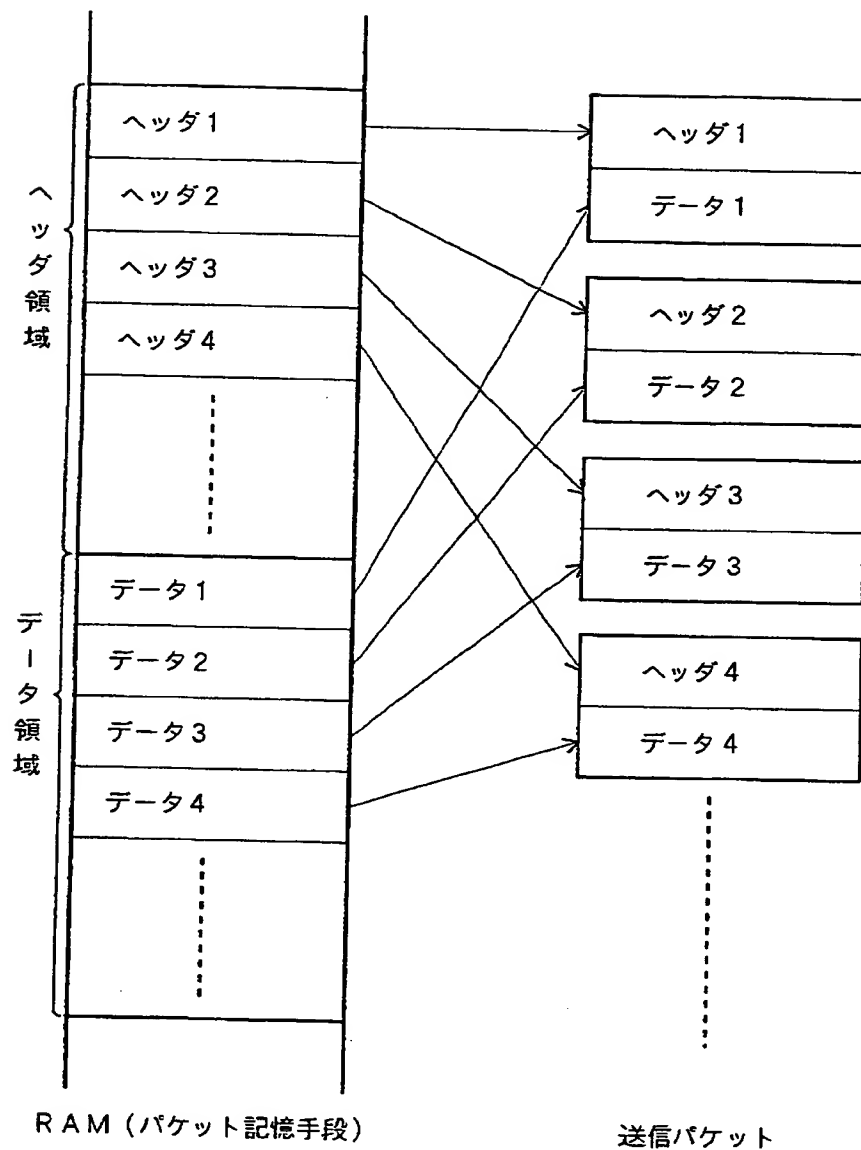 ヘッダ領域
ヘッダ1
ヘッダ2
ヘッダ3
ヘッダ4
データ領域
データ1
データ2
データ3
データ4
RAM(パケット記憶手段)
ヘッダ1
データ1
ヘッダ2
データ2
ヘッダ3
データ3
ヘッダ4
データ4
送信パケット